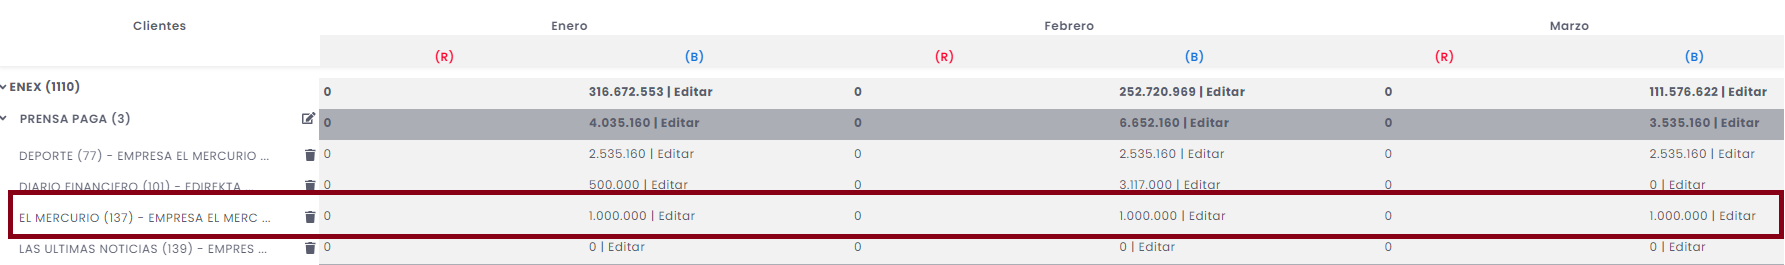 Clientes Enero Febrero Marzo
(R) (B) (R) (B) (R) (B)
ENEX (1110) 0 316.672.553 | Editar 0 252.720.969 | Editar 0 111.576.622 | Editar
PRENSA PAGA (3) 0 4.035.160 | Editar 0 6.652.160 | Editar 0 3.535.160 | Editar
DEPORTE (77) - EMPRESA EL MERCURIO ... 0 2.535.160 | Editar 0 2.535.160 | Editar 0 2.535.160 | Editar
DIARIO FINANCIERO (101) - EDIREKTA 0 500.000 | Editar 0 3.117.000 | Editar 0 0 | Editar
EL MERCURIO (137) - EMPRESA EL MERC ... 0 1.000.000 | Editar 0 1.000.000 | Editar 0 1.000.000 | Editar
LAS ULTIMAS NOTICIAS (139) - EMPRES ... 0 0 | Editar 0 0 | Editar 0 0 | Editar